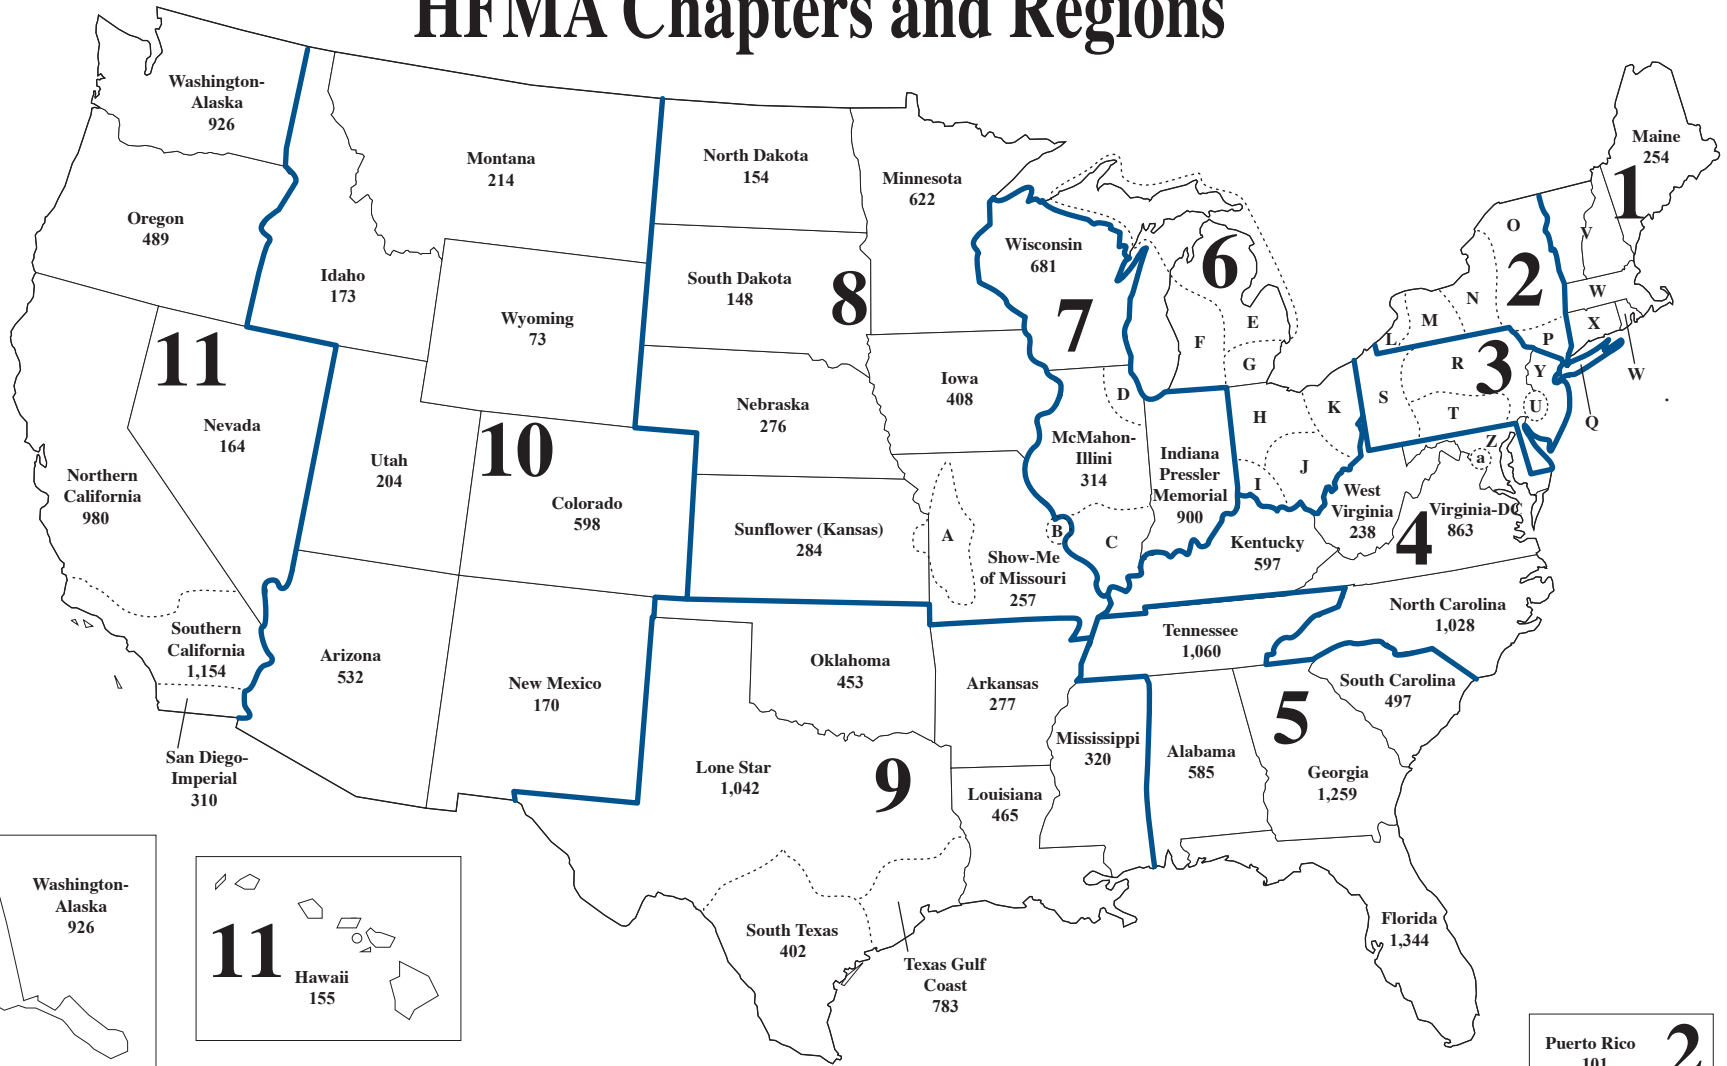 HFMA Chapters and Regions
Washington-
Alaska
926
Oregon
489
Idaho
173
Montana
214
Wyoming
73
North Dakota
154
South Dakota
148
Minnesota
622
8
Wisconsin
681
7
6
Maine
254
1
O
V
2
N
W
M
X
L
P
3
R
Y
W
S
T
U
Q
Z
a
E
F
G
D
H
K
J
I
11
Nevada
164
Northern
California
980
Utah
204
10
Colorado
598
Nebraska
276
Iowa
408
McMahon-
Illini
314
Indiana
Pressler
Memorial
900
West
Virginia
238
4
Virginia-DC
863
Sunflower (Kansas)
284
A
B
C
Show-Me
of Missouri
257
Kentucky
597
North Carolina
1,028
Southern
California
1,154
San Diego-
Imperial
310
Arizona
532
New Mexico
170
Oklahoma
453
Arkansas
277
Tennessee
1,060
South Carolina
497
5
Lone Star
1,042
9
Louisiana
465
Mississippi
320
Alabama
585
Georgia
1,259
Florida
1,344
South Texas
402
Texas Gulf
Coast
783
Washington-
Alaska
926
11
Hawaii
155
Puerto Rico
101
2